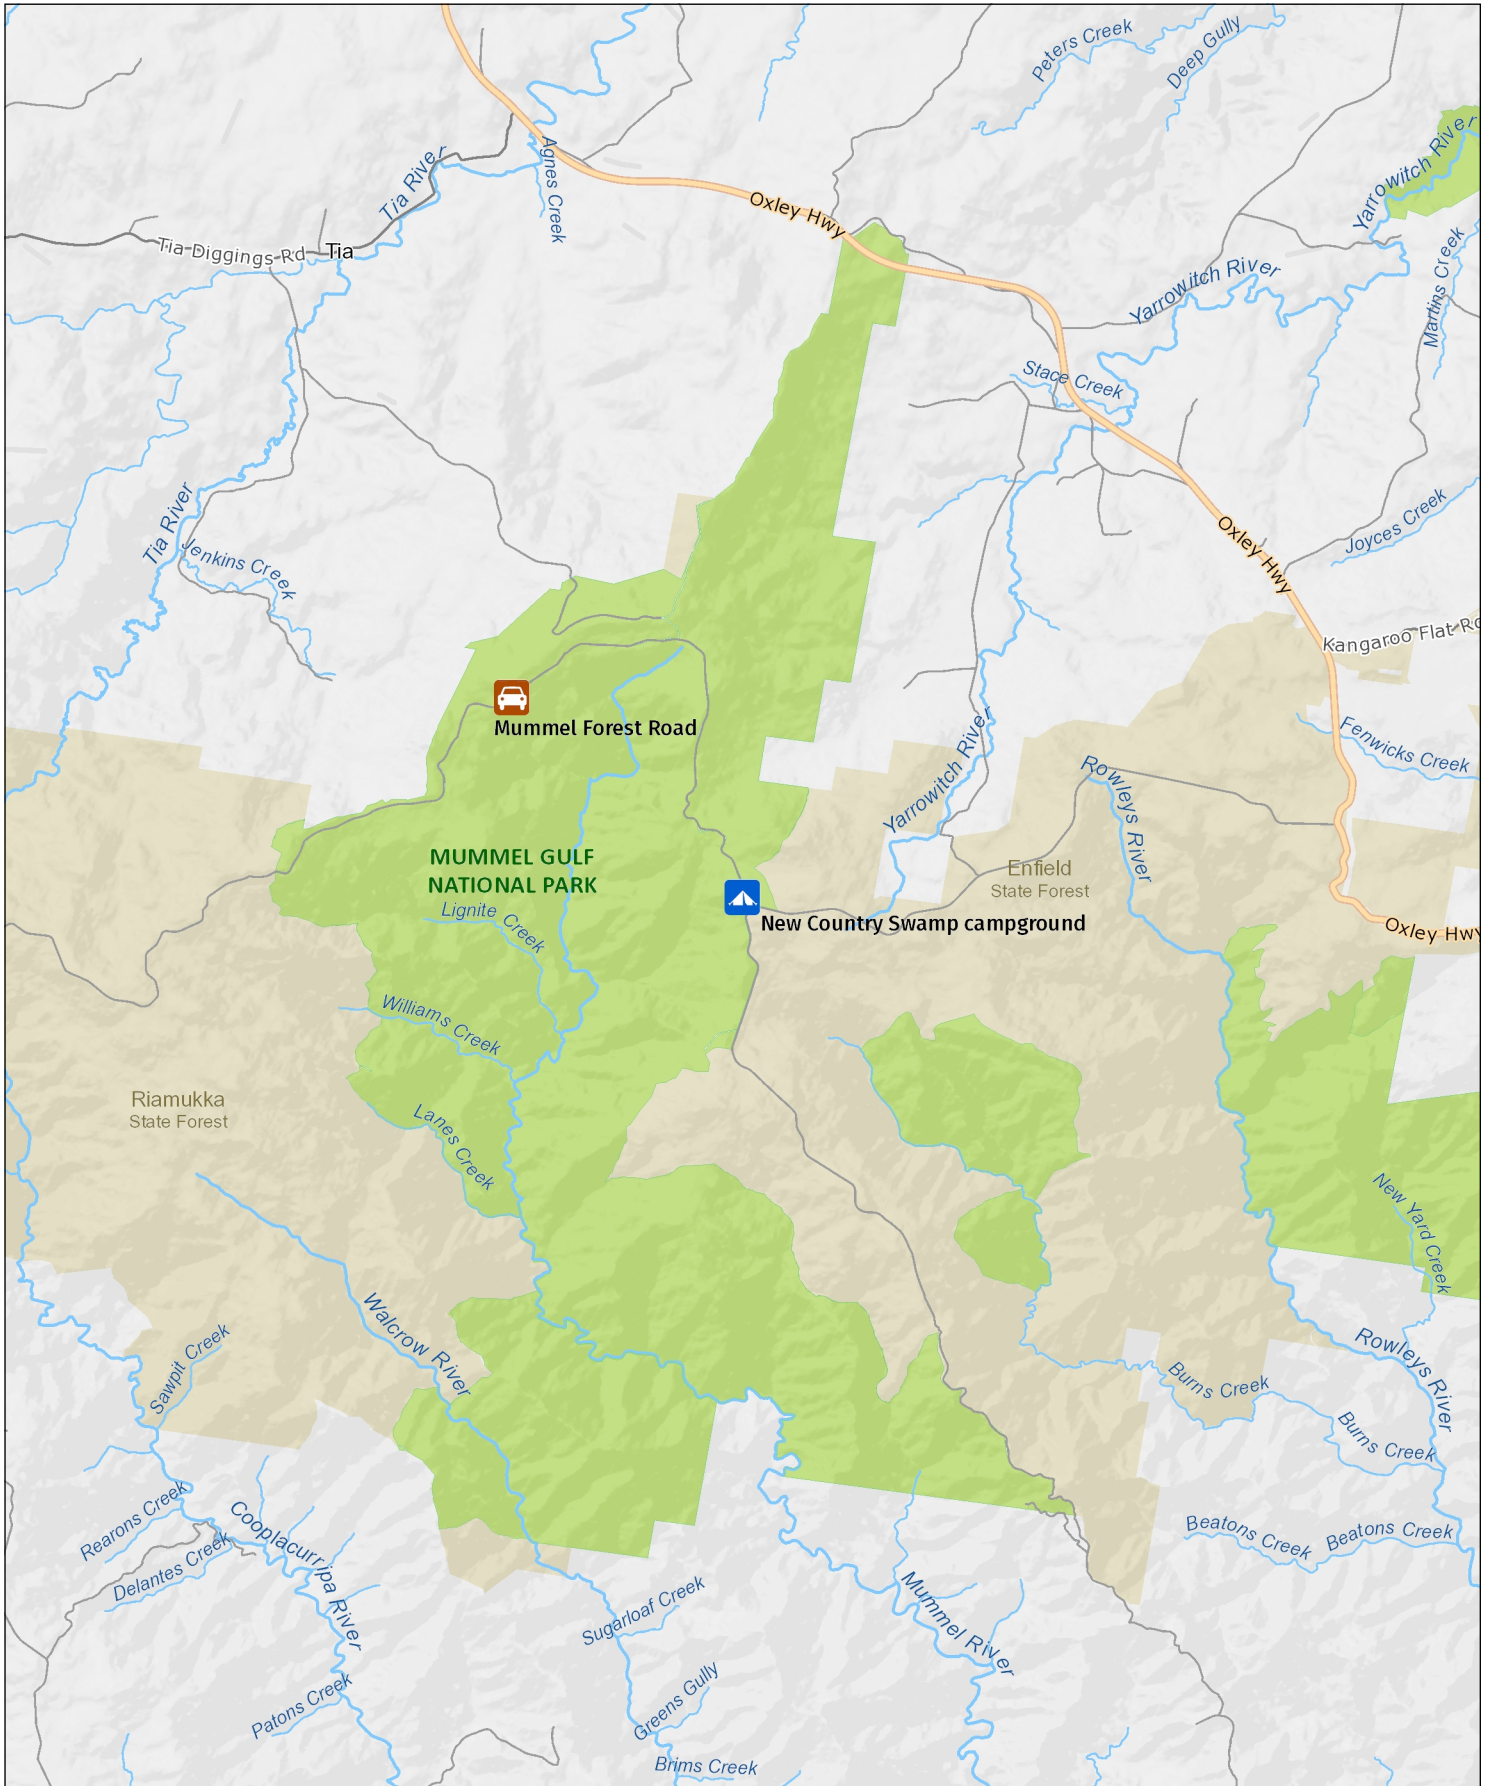 Peters Creek
Deep Gully
Yarrowitch River
Agnes Creek
Tia River
Oxley Hwy
Tia Diggings Rd
Tia
Yarrowitch River
Martins Creek
Stace Creek
Tia River
Jenkins Creek
Oxley Hwy
Joyces Creek
Kangaroo Flat Rd
Mummel Forest Road
Yarrowitch River
Rowleys River
Fenwicks Creek
MUMMEL GULF
NATIONAL PARK
Enfield
State Forest
Lignite Creek
New Country Swamp campground
Oxley Hwy
Williams Creek
Riamukka
State Forest
Lanes Creek
New Yard Creek
Walcrow River
Sawpit Creek
Rowleys River
Burns Creek
Burns Creek
Rearons Creek
Cooplacurripa River
Delantes Creek
Beatons Creek
Beatons Creek
Sugarloaf Creek
Mummel River
Patons Creek
Greens Gully
Brims Creek